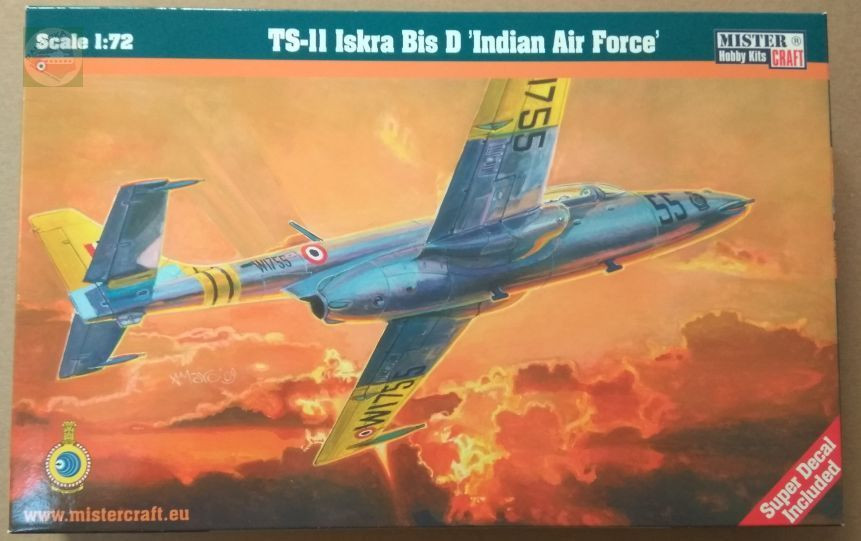 Scale 1:72
TS-11 Iskra Bis D 'Indian Air Force'
MISTER ®
Hobby Kits CRAFT
W1755
55
W1755
W1755
www.mistercraft.eu
Super Decal
Included